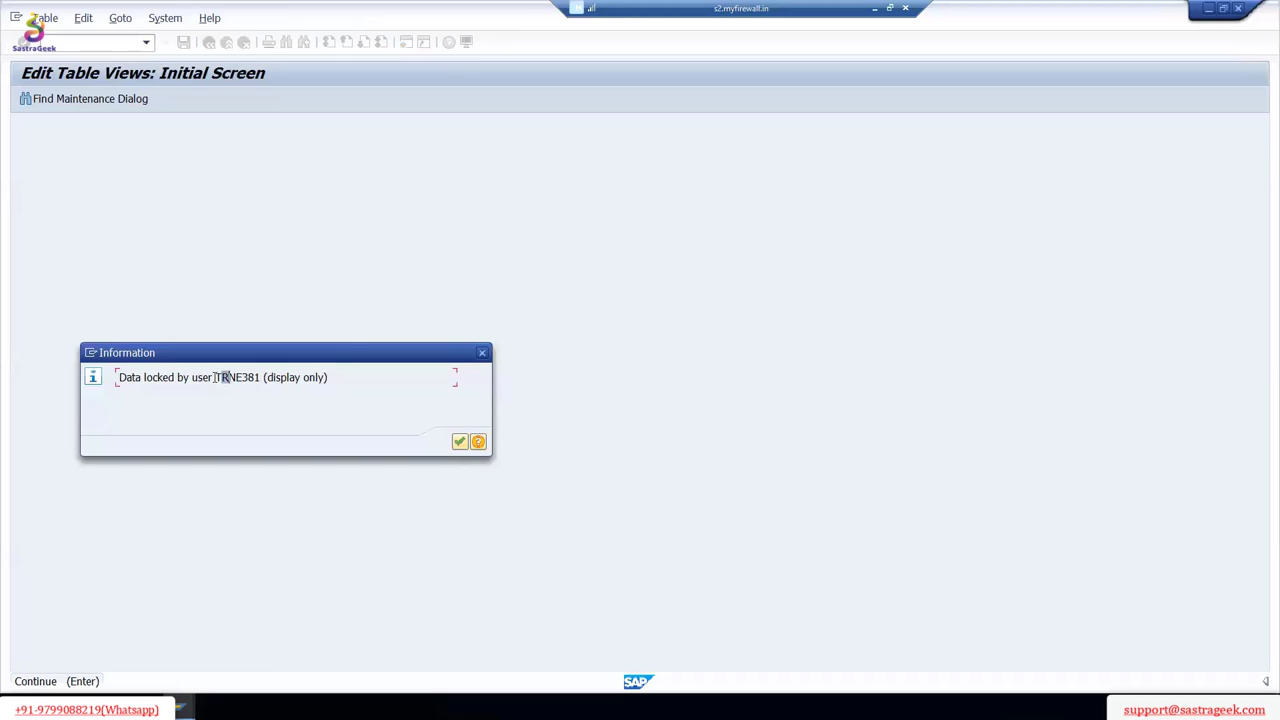 s2.myfirewall.in
Table Edit Goto System Help
SastraGeek
Edit Table Views: Initial Screen
Find Maintenance Dialog
Information
Data locked by user TRNE381 (display only)
Continue (Enter)
SAP
+91-9799088219(Whatsapp)
support@sastrageek.com